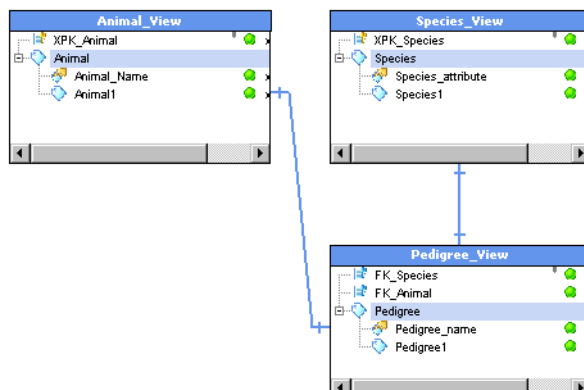 Animal_View
XPK_Animal
Animal
Animal_Name
Animal1
Species_View
XPK_Species
Species
Species_attribute
Species1
Pedigree_View
FK_Species
FK_Animal
Pedigree
Pedigree_name
Pedigree1